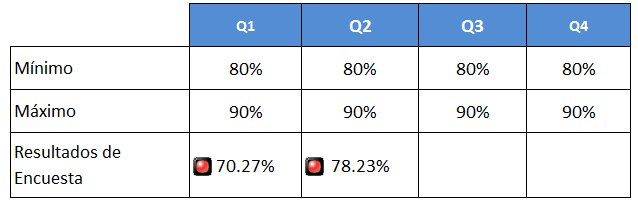 Q1 Q2 Q3 Q4
Mínimo 80% 80% 80% 80%
Máximo 90% 90% 90% 90%
Resultados de
Encuesta 70.27% 78.23%